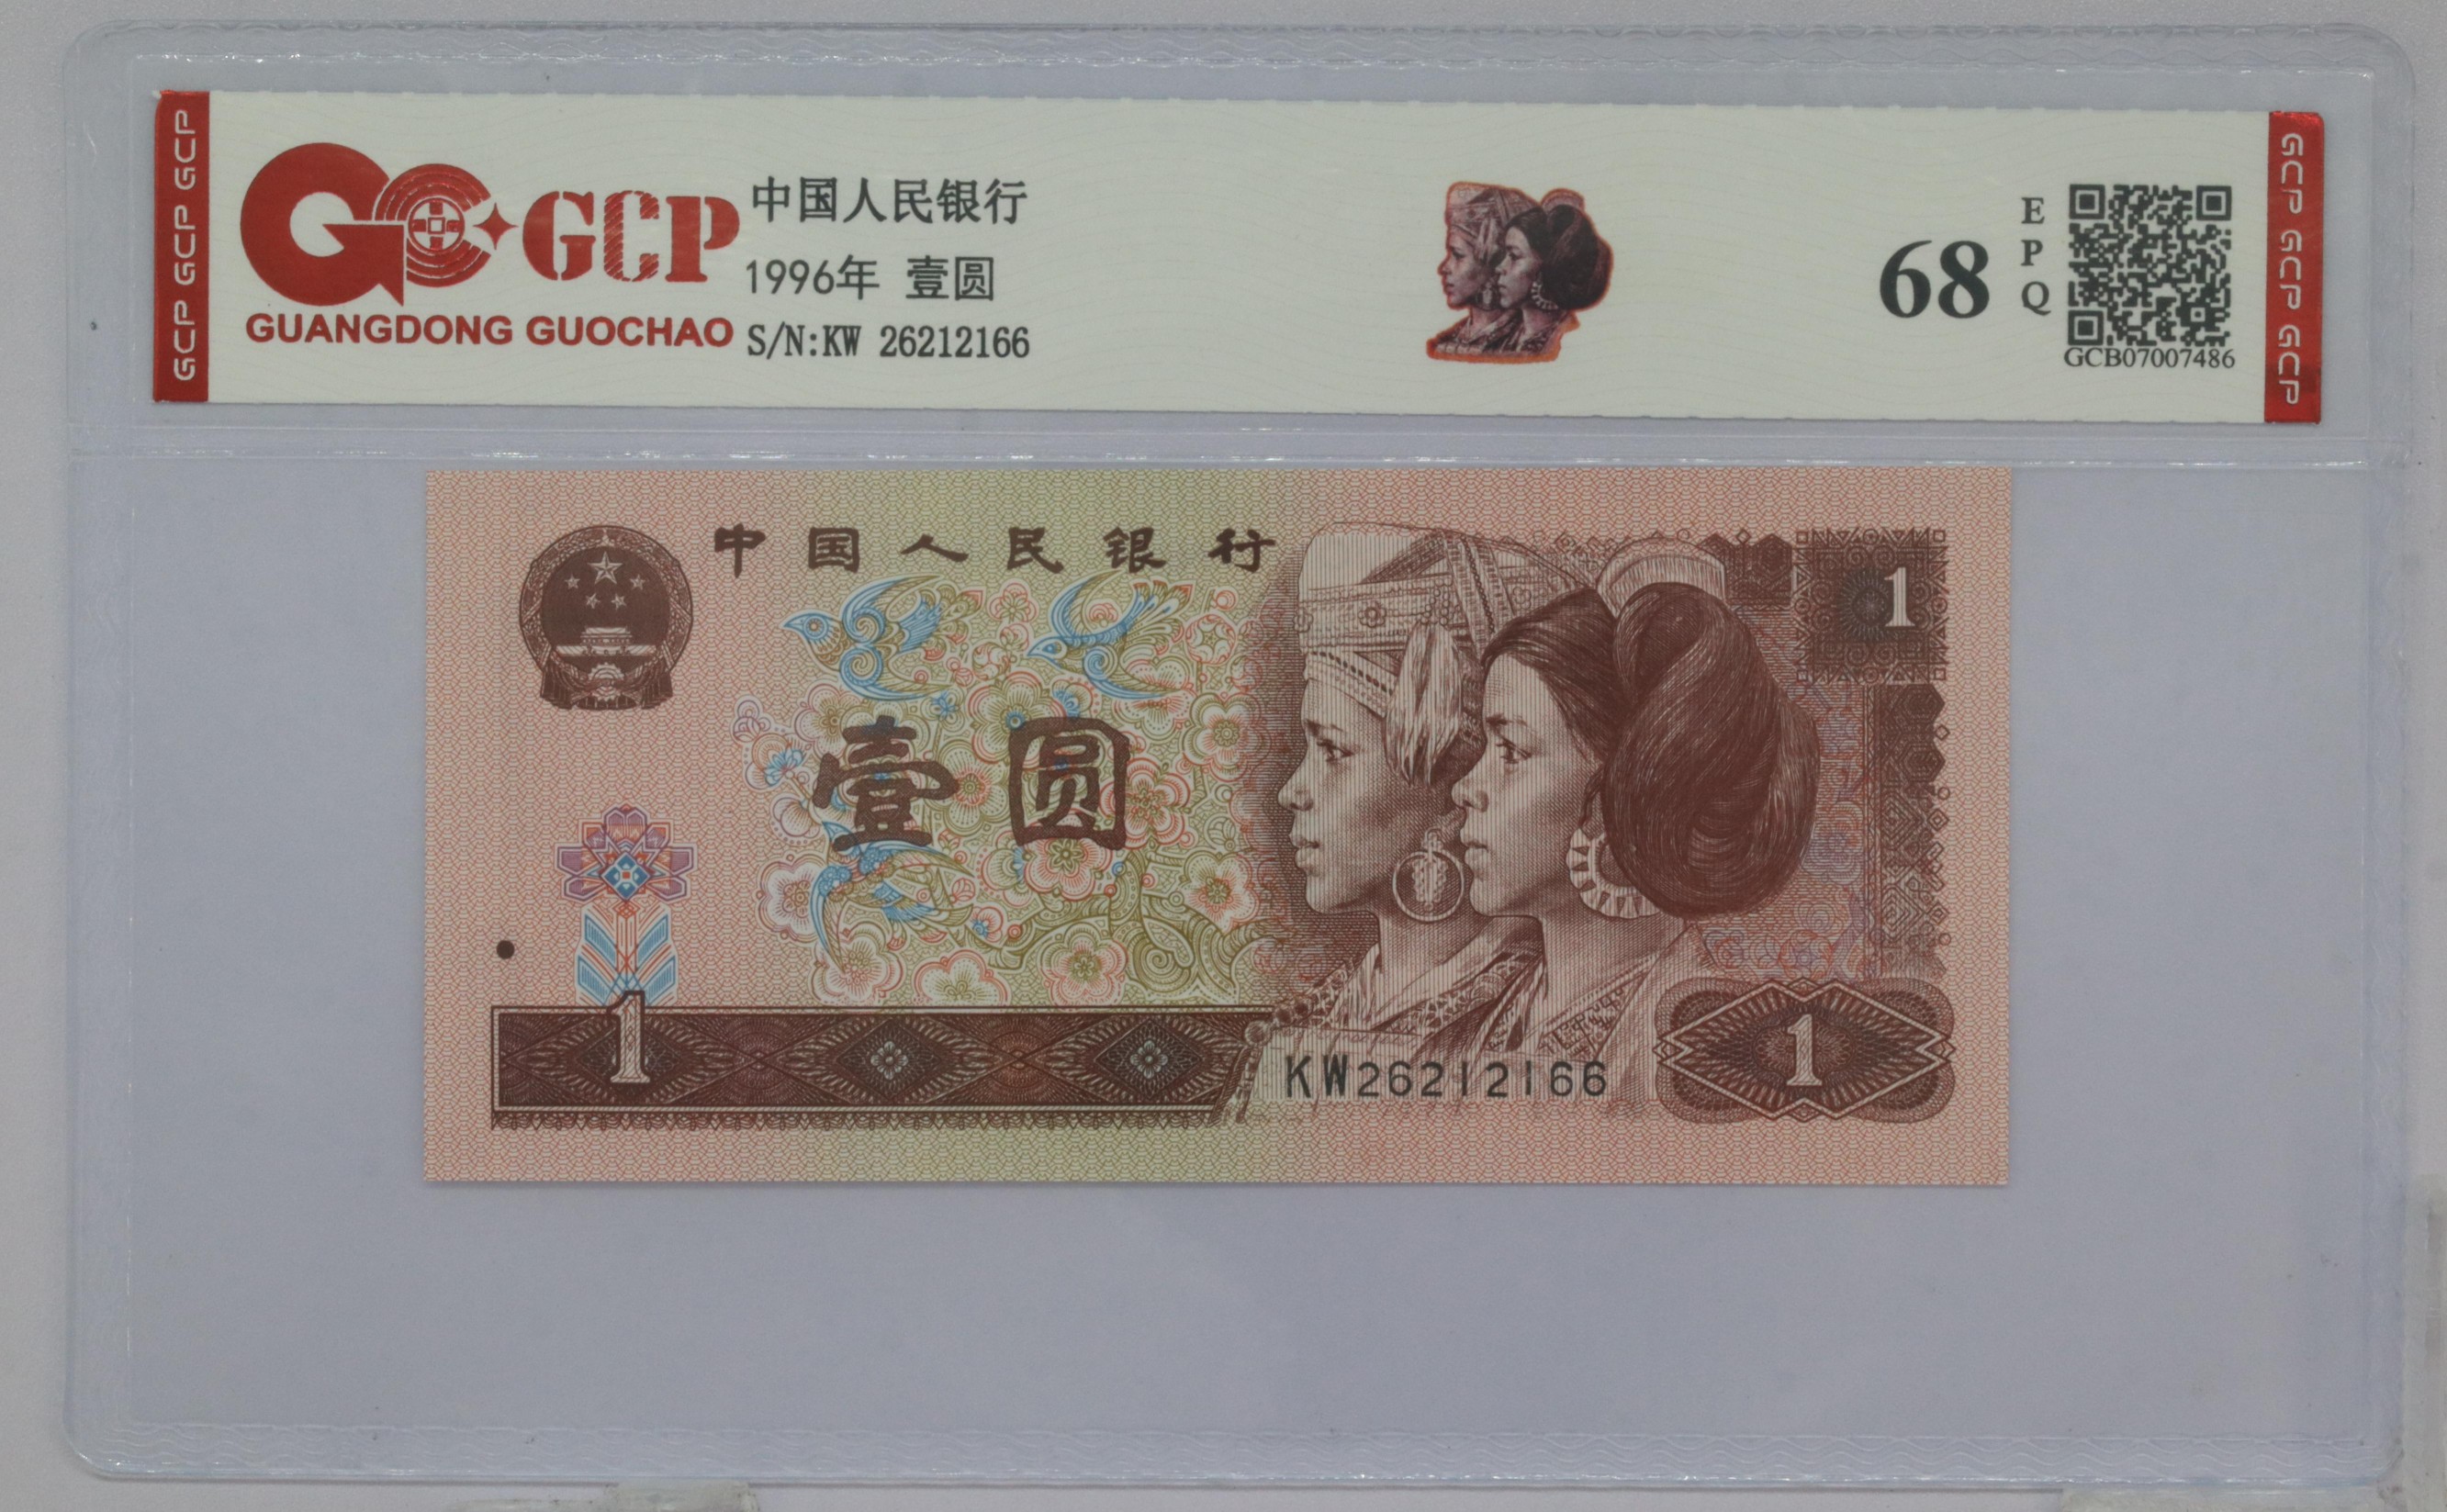 GCP GCP GCP
GCP
GUANGDONG GUOCHAO
中国人民银行
1996年 壹圆
S/N:KW 26212166
68
E
P
Q
GCB07007486
GCP GCP GCP
中国人民银行
1
壹圆
1
KW26212166
1